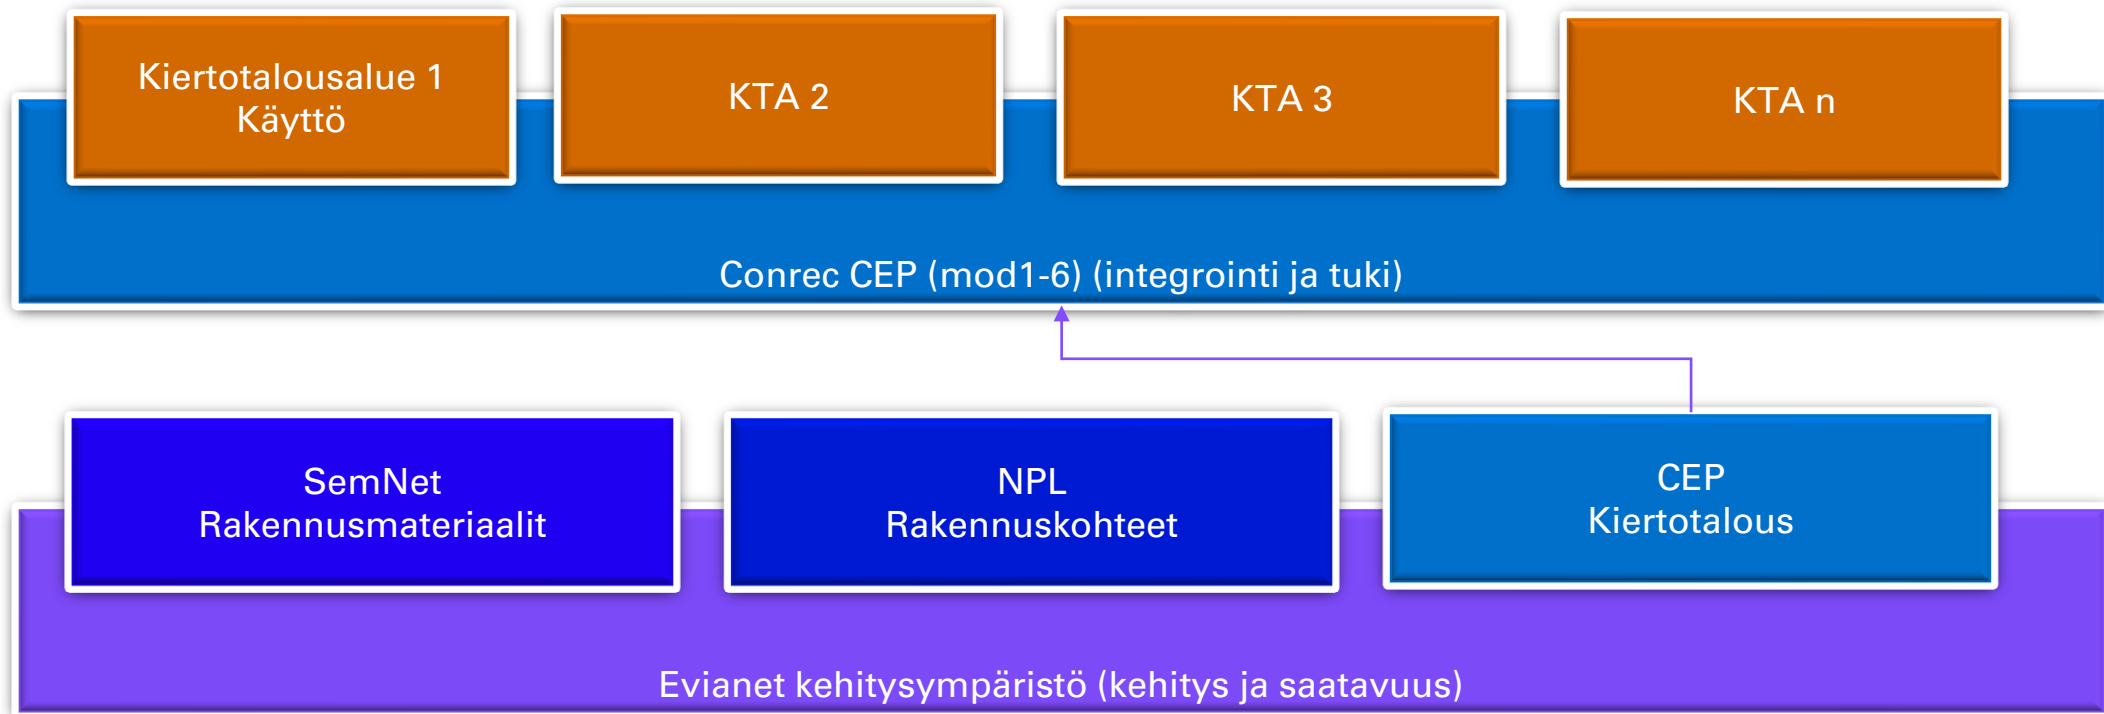 Kiertotalousalue 1
Käyttö
KTA 2
KTA 3
KTA n
Conrec CEP (mod1-6) (integrointi ja tuki)
SemNet
Rakennusmateriaalit
NPL
Rakennuskohteet
CEP
Kiertotalous
Evianet kehitysympäristö (kehitys ja saatavuus)